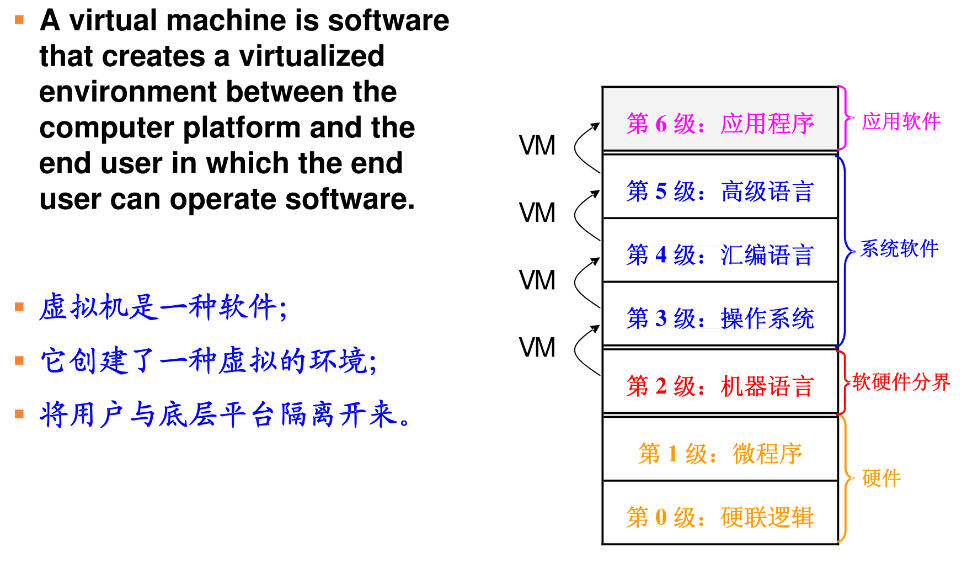 A virtual machine is software
that creates a virtualized
environment between the
computer platform and the
end user in which the end
user can operate software.
虚拟机是一种软件;
它创建了一种虚拟的环境;
将用户与底层平台隔离开来。
第 6 级：应用程序
应用软件
VM
第 5 级：高级语言
VM
第 4 级：汇编语言
系统软件
VM
第 3 级：操作系统
VM
第 2 级：机器语言
软硬件分界
第 1 级：微程序
硬件
第 0 级：硬联逻辑